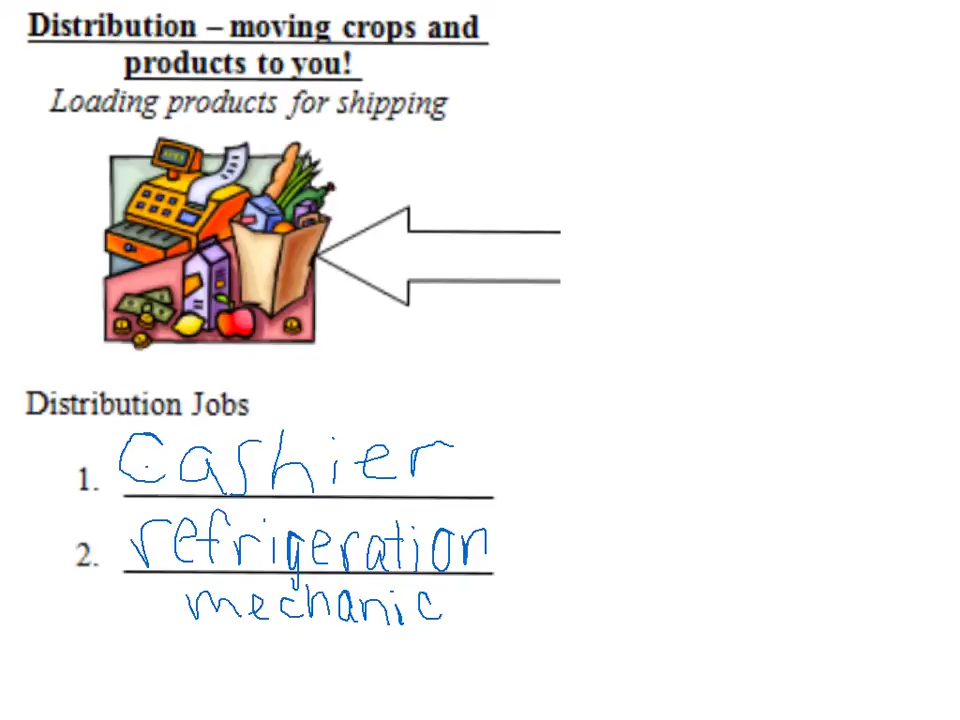 Distribution – moving crops and
products to you!
Loading products for shipping
Distribution Jobs
1. Cashier
2. refrigeration
mechanic